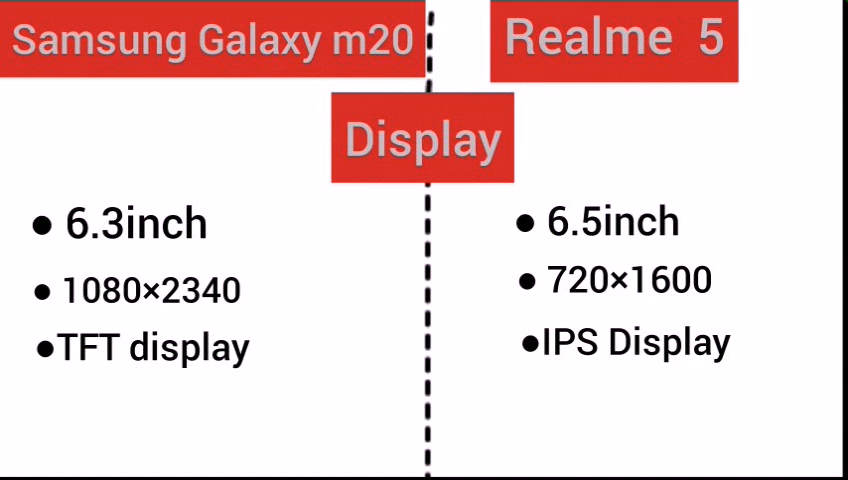 Samsung Galaxy m20
Realme 5
Display
● 6.3inch
● 1080×2340
●TFT display
● 6.5inch
● 720×1600
●IPS Display